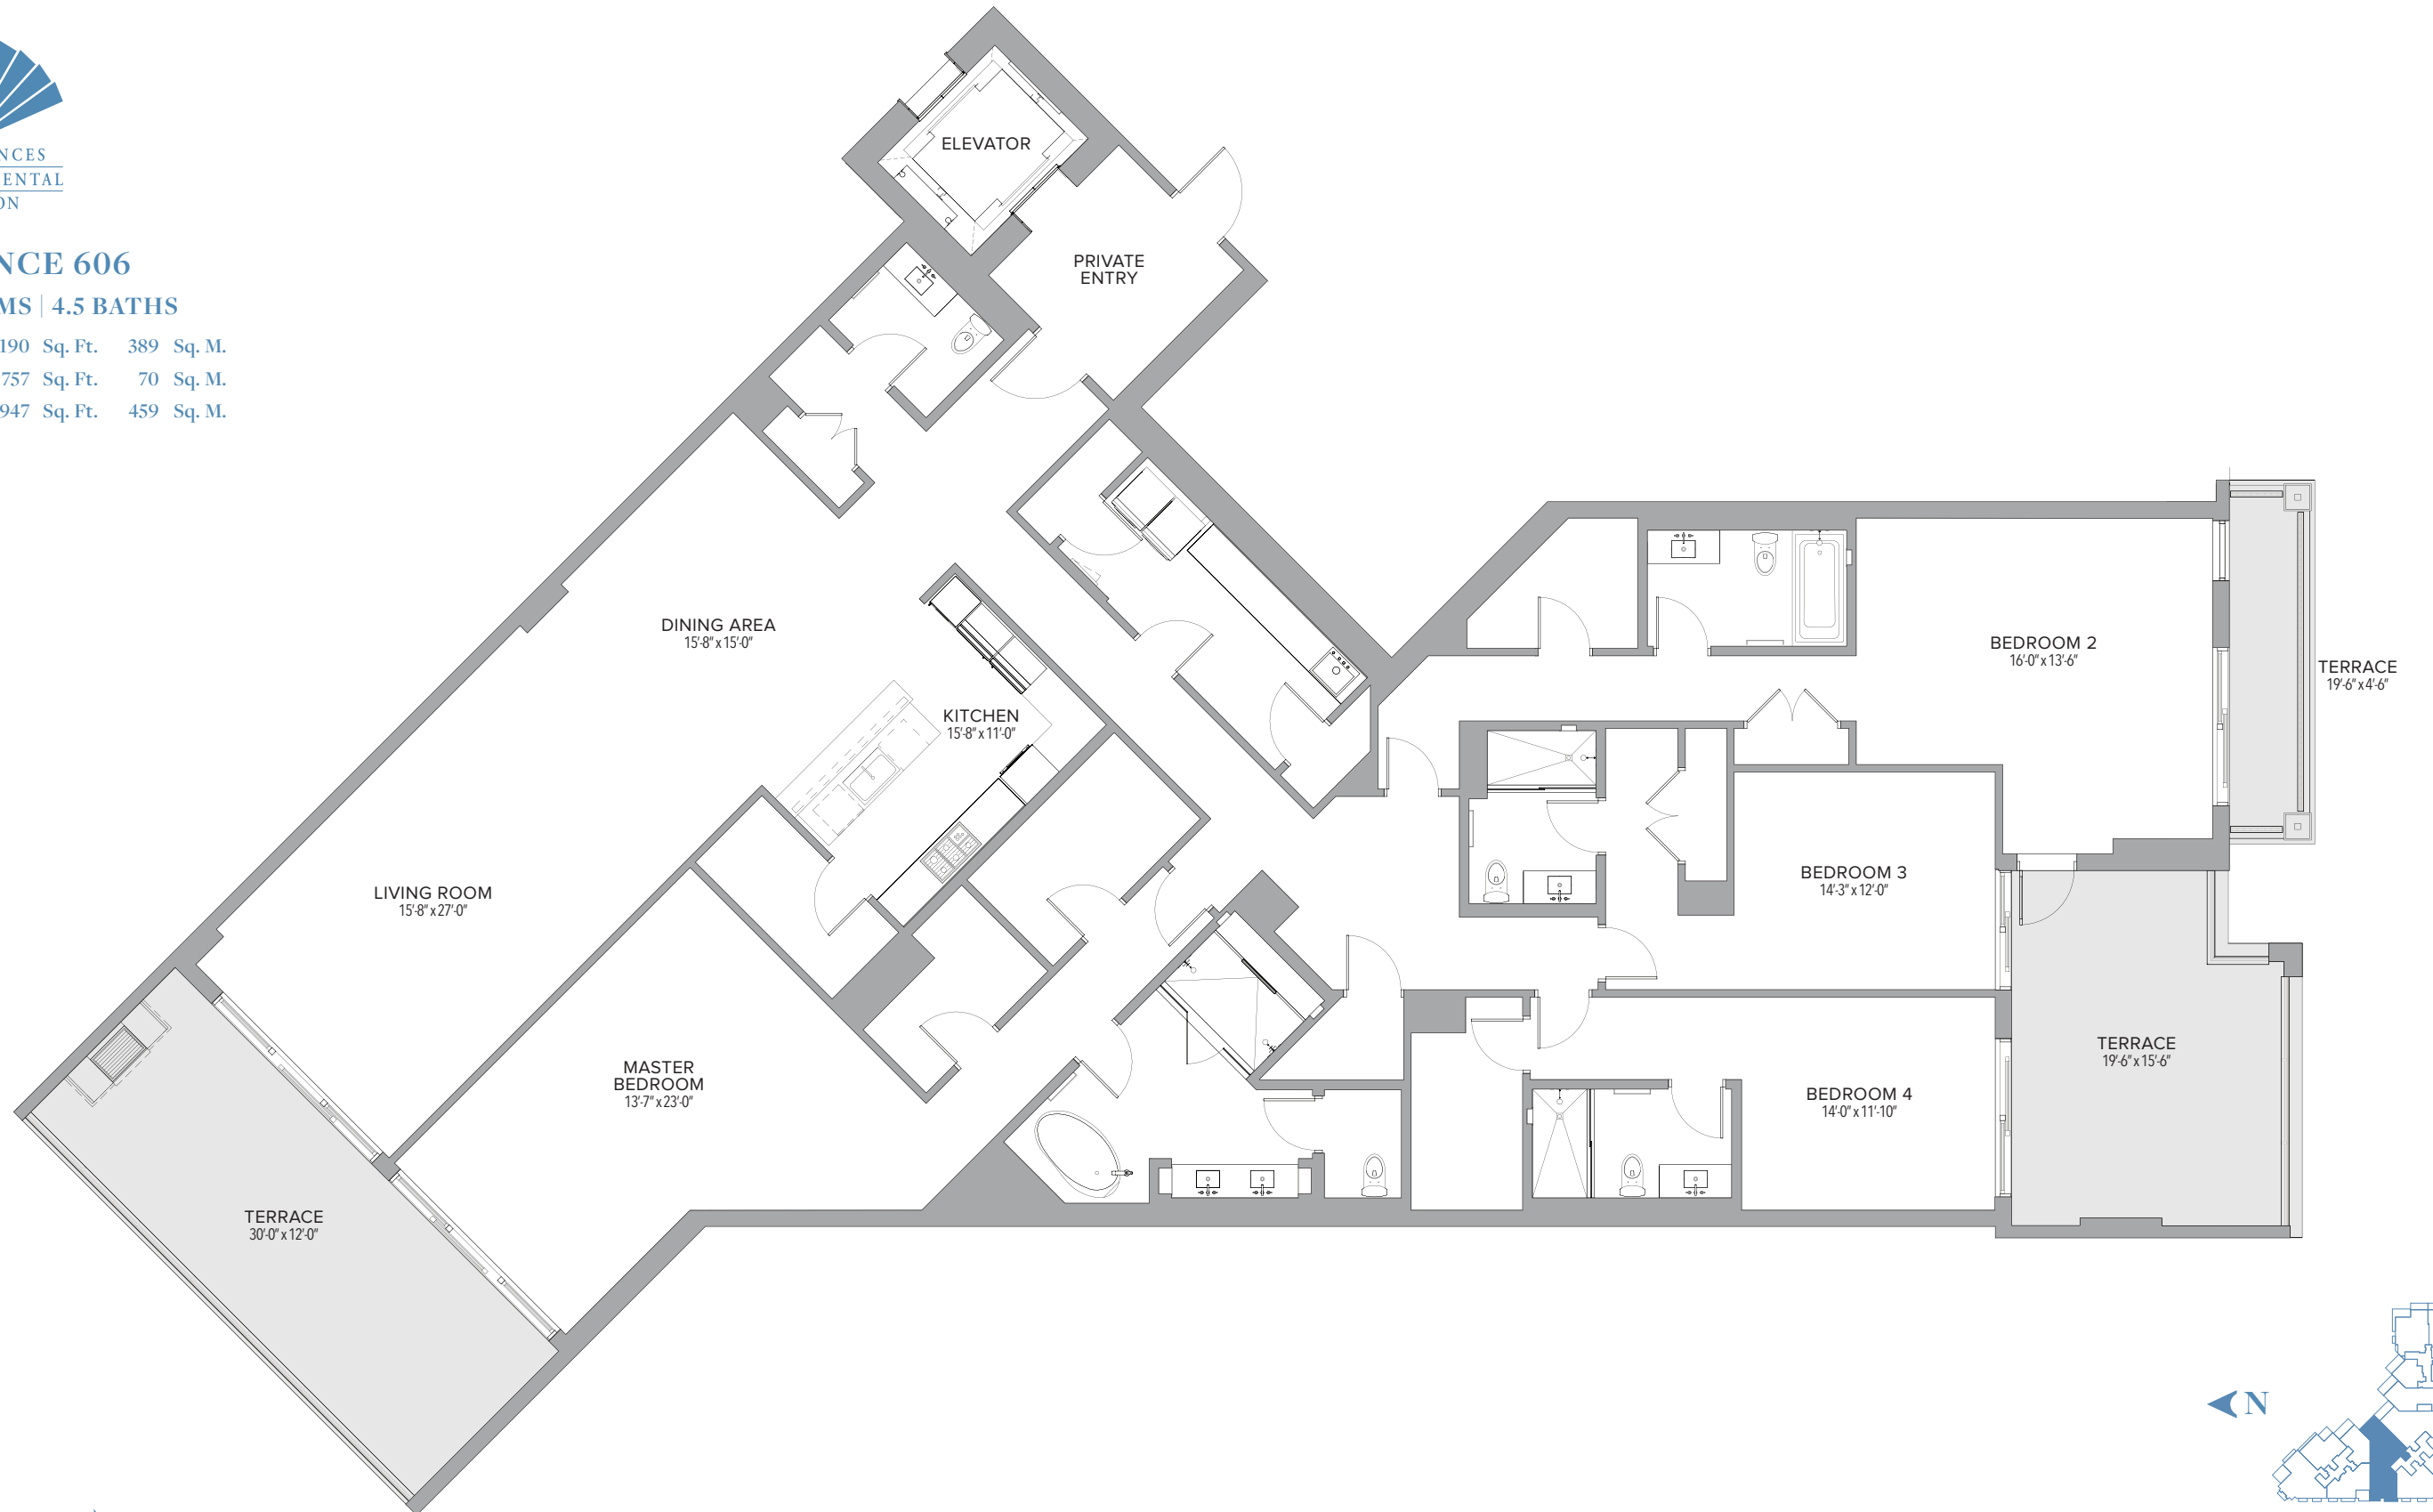 NCES
ENTAL
ON
NCE 606
MS | 4.5 BATHS
190 Sq. Ft. 389 Sq. M.
757 Sq. Ft. 70 Sq. M.
947 Sq. Ft. 459 Sq. M.
ELEVATOR
PRIVATE
ENTRY
DINING AREA
15'-8" x 15'-0"
KITCHEN
15'-8" x 11'-0"
LIVING ROOM
15'-8" x 27'-0"
MASTER
BEDROOM
13'-7" x 23'-0"
TERRACE
30'-0" x 12'-0"
BEDROOM 2
16'-0" x 13'-6"
TERRACE
19'-6" x 4'-6"
BEDROOM 3
14'-3" x 12'-0"
TERRACE
19'-6" x 15'-6"
BEDROOM 4
14'-0" x 11'-10"
N